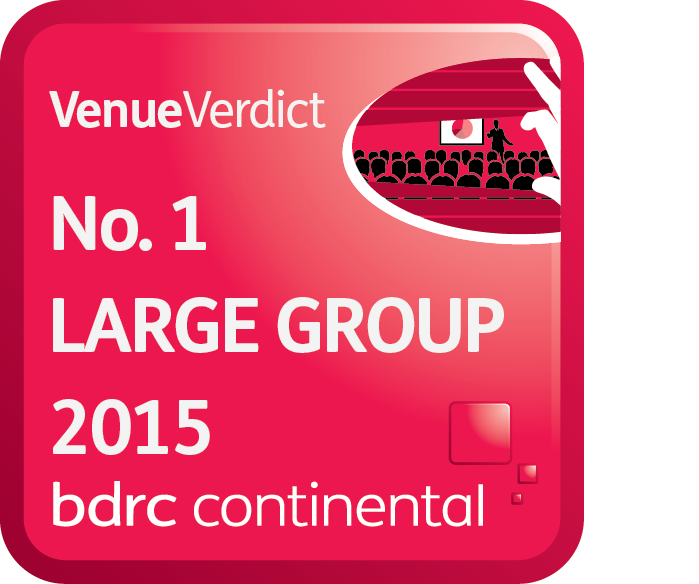 VenueVerdict
No. 1
LARGE GROUP
2015
bdrc continental